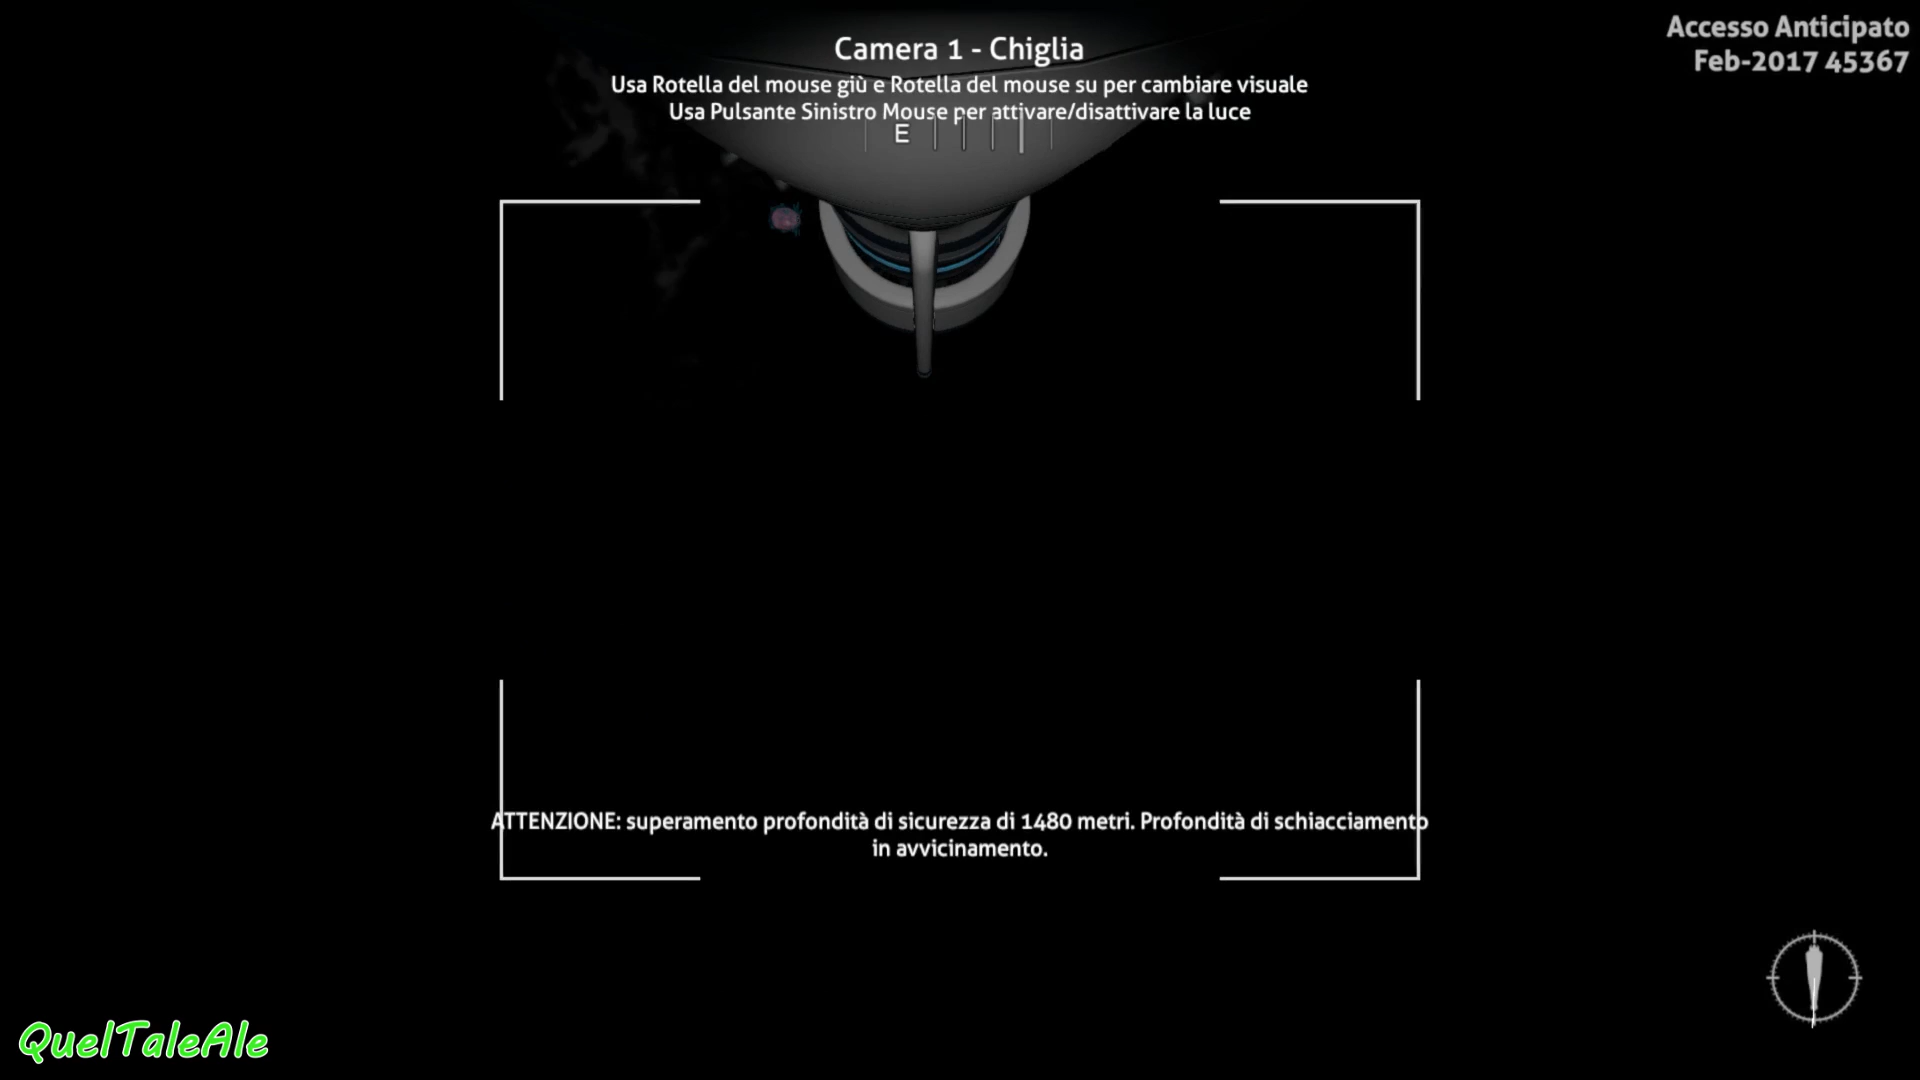 Camera 1 - Chiglia
Usa Rotella del mouse giù e Rotella del mouse su per cambiare visuale
Usa Pulsante Sinistro Mouse per attivare/disattivare la luce
E
Accesso Anticipato
Feb-2017 45367
ATTENZIONE: superamento profondità di sicurezza di 1480 metri. Profondità di schiacciamento
in avvicinamento.
QuelTaleAle